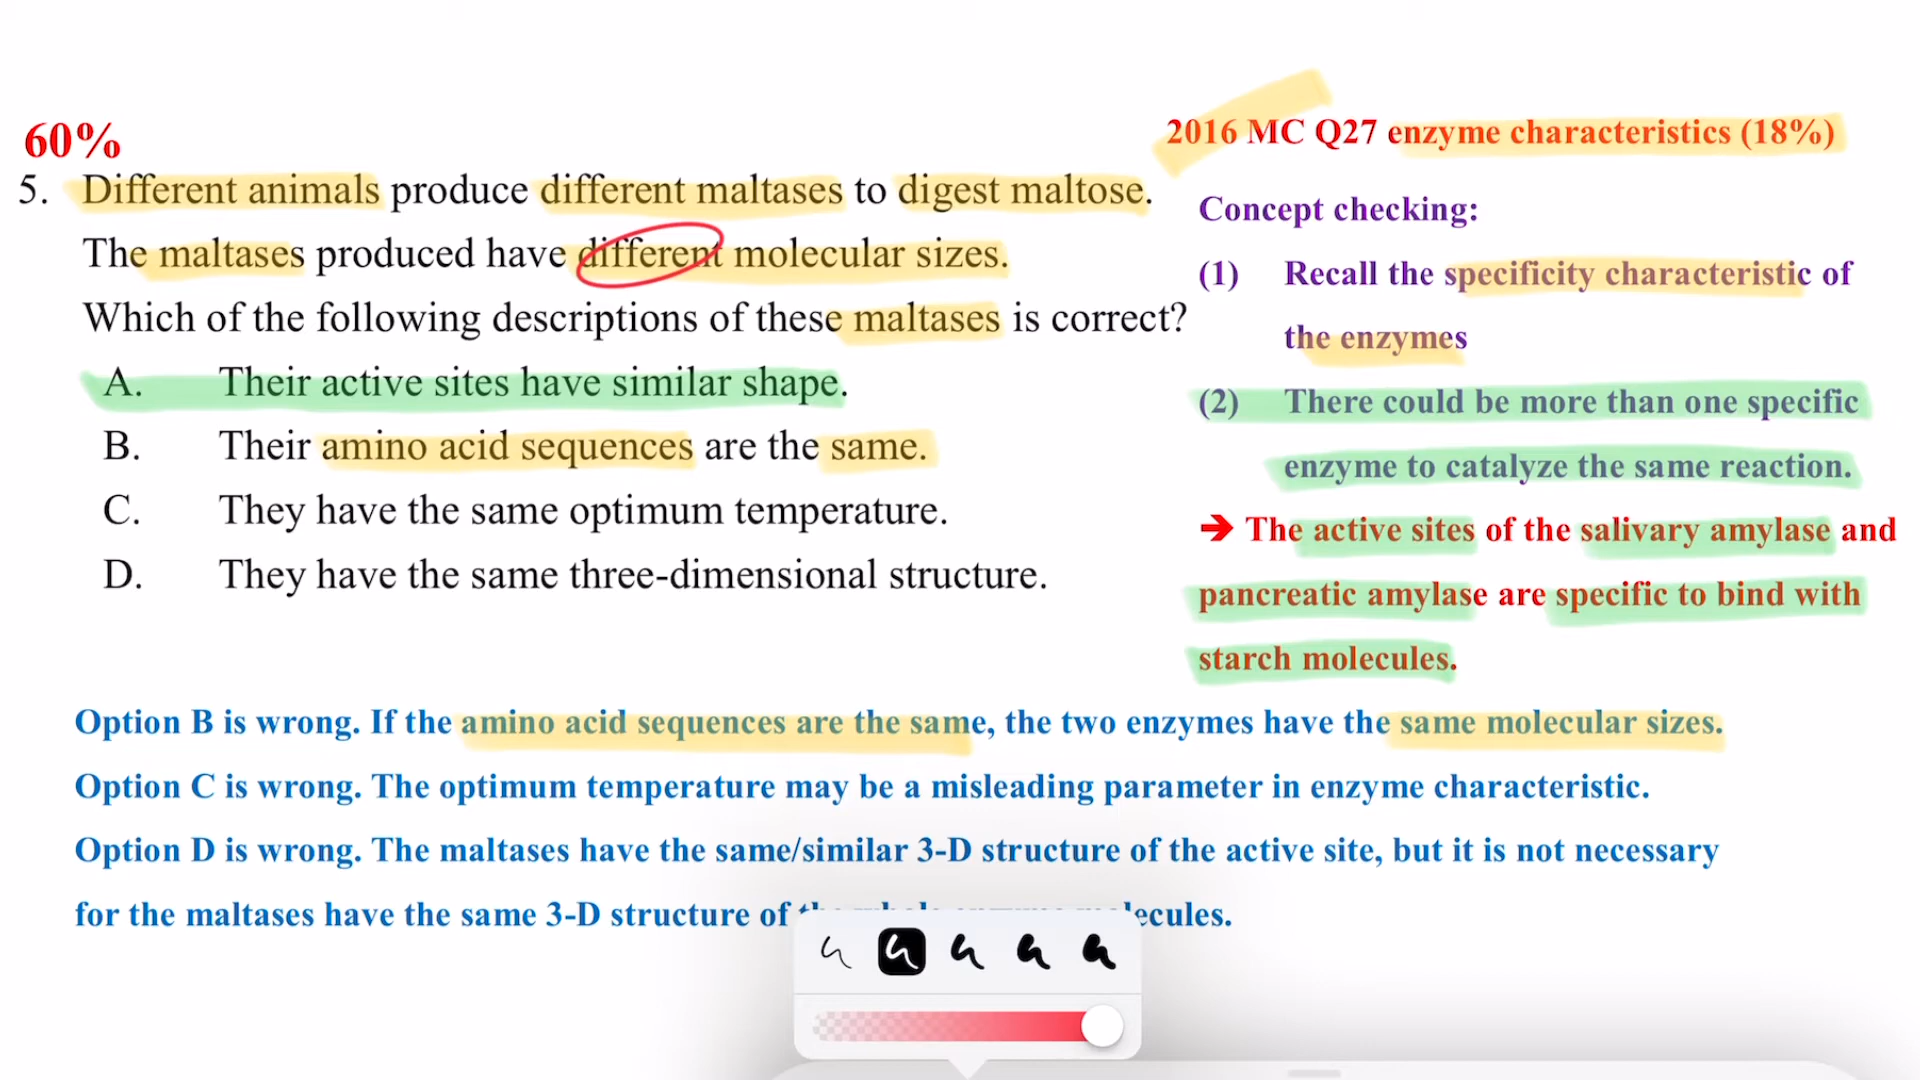 60%
2016 MC Q27 enzyme characteristics (18%)
5. Different animals produce different maltases to digest maltose.
The maltases produced have different molecular sizes.
Which of the following descriptions of these maltases is correct?
A. Their active sites have similar shape.
B. Their amino acid sequences are the same.
C. They have the same optimum temperature.
D. They have the same three-dimensional structure.
Concept checking:
(1) Recall the specificity characteristic of
the enzymes
(2) There could be more than one specific
enzyme to catalyze the same reaction.
➔ The active sites of the salivary amylase and
pancreatic amylase are specific to bind with
starch molecules.
Option B is wrong. If the amino acid sequences are the same, the two enzymes have the same molecular sizes.
Option C is wrong. The optimum temperature may be a misleading parameter in enzyme characteristic.
Option D is wrong. The maltases have the same/similar 3-D structure of the active site, but it is not necessary
for the maltases have the same 3-D structure of